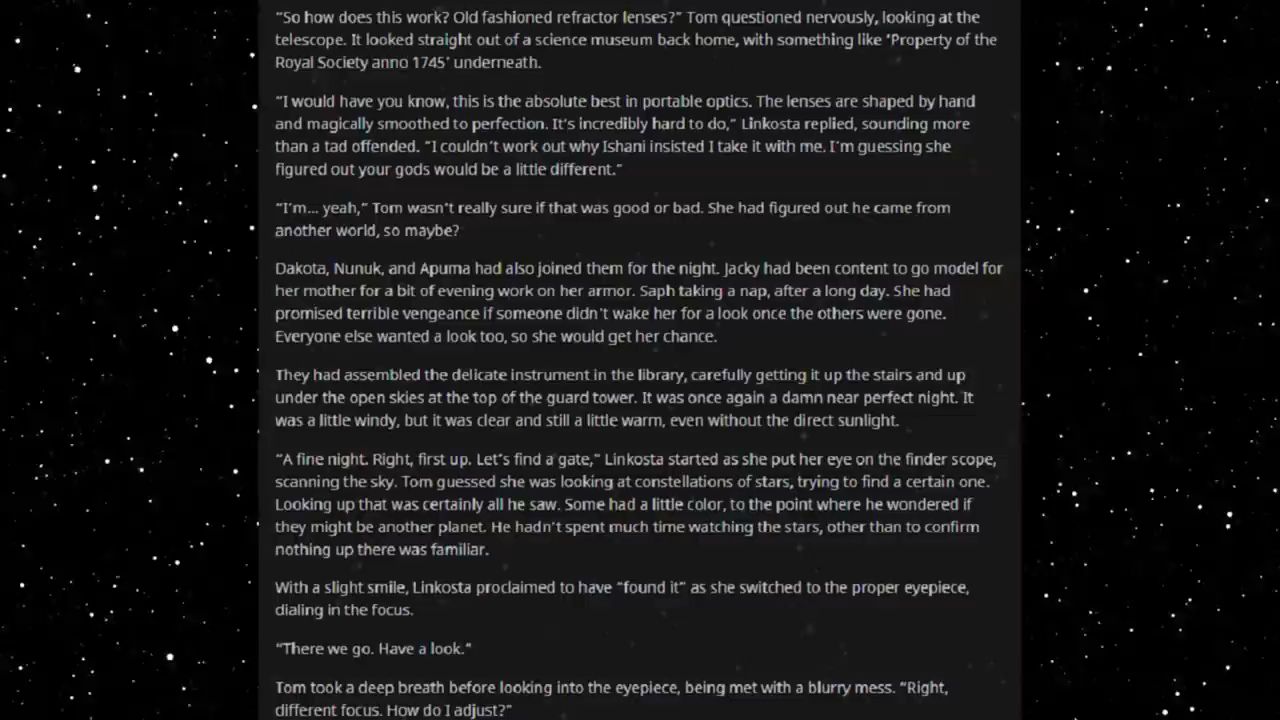 “So how does this work? Old fashioned refractor lenses?” Tom questioned nervously, looking at the
telescope. It looked straight out of a science museum back home, with something like ‘Property of the
Royal Society anno 1745’ underneath.
“I would have you know, this is the absolute best in portable optics. The lenses are shaped by hand
and magically smoothed to perfection. It’s incredibly hard to do,” Linkosta replied, sounding more
than a tad offended. “I couldn’t work out why Ishani insisted I take it with me. I’m guessing she
figured out your gods would be a little different.”
“I’m... yeah,” Tom wasn’t really sure if that was good or bad. She had figured out he came from
another world, so maybe?
Dakota, Nunuk, and Apuma had also joined them for the night. Jacky had been content to go model for
her mother for a bit of evening work on her armor. Saph taking a nap, after a long day. She had
promised terrible vengeance if someone didn’t wake her for a look once the others were gone.
Everyone else wanted a look too, so she would get her chance.
They had assembled the delicate instrument in the library, carefully getting it up the stairs and up
under the open skies at the top of the guard tower. It was once again a damn near perfect night. It
was a little windy, but it was clear and still a little warm, even without the direct sunlight.
“A fine night. Right, first up. Let’s find a gate,” Linkosta started as she put her eye on the finder scope,
scanning the sky. Tom guessed she was looking at constellations of stars, trying to find a certain one.
Looking up that was certainly all he saw. Some had a little color, to the point where he wondered if
they might be another planet. He hadn’t spent much time watching the stars, other than to confirm
nothing up there was familiar.
With a slight smile, Linkosta proclaimed to have “found it” as she switched to the proper eyepiece,
dialing in the focus.
“There we go. Have a look.”
Tom took a deep breath before looking into the eyepiece, being met with a blurry mess. “Right,
different focus. How do I adjust?”